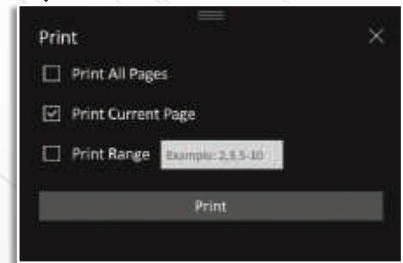 Print
Print All Pages
Print Current Page
Print Range Example: 2,3,5-10
Print